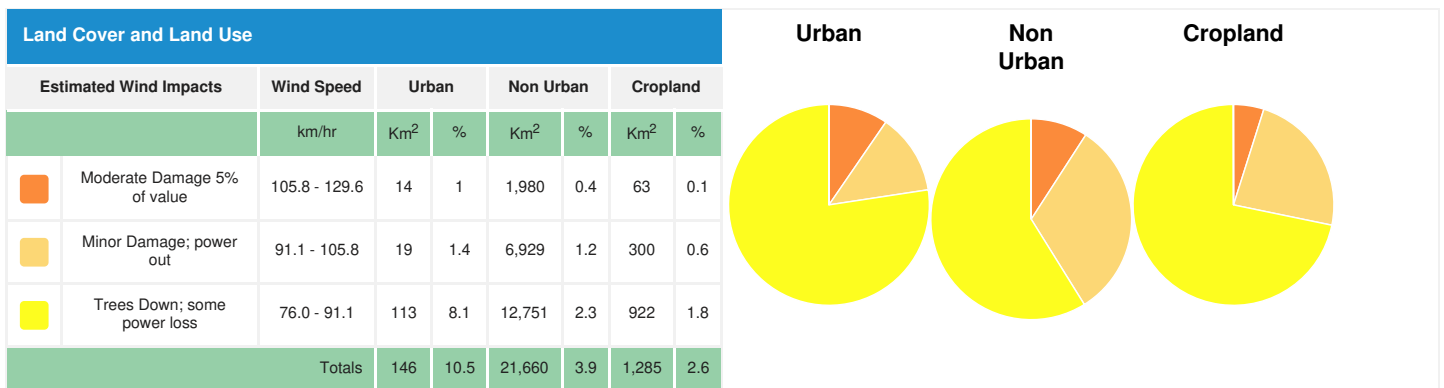 Land Cover and Land Use
Estimated Wind Impacts Wind Speed Urban Non Urban Cropland
km/hr Km² % Km² % Km² %
Moderate Damage 5%
of value
105.8 - 129.6 14 1 1,980 0.4 63 0.1
Minor Damage; power
out
91.1 - 105.8 19 1.4 6,929 1.2 300 0.6
Trees Down; some
power loss
76.0 - 91.1 113 8.1 12,751 2.3 922 1.8
Totals 146 10.5 21,660 3.9 1,285 2.6
Urban
Non
Urban
Cropland